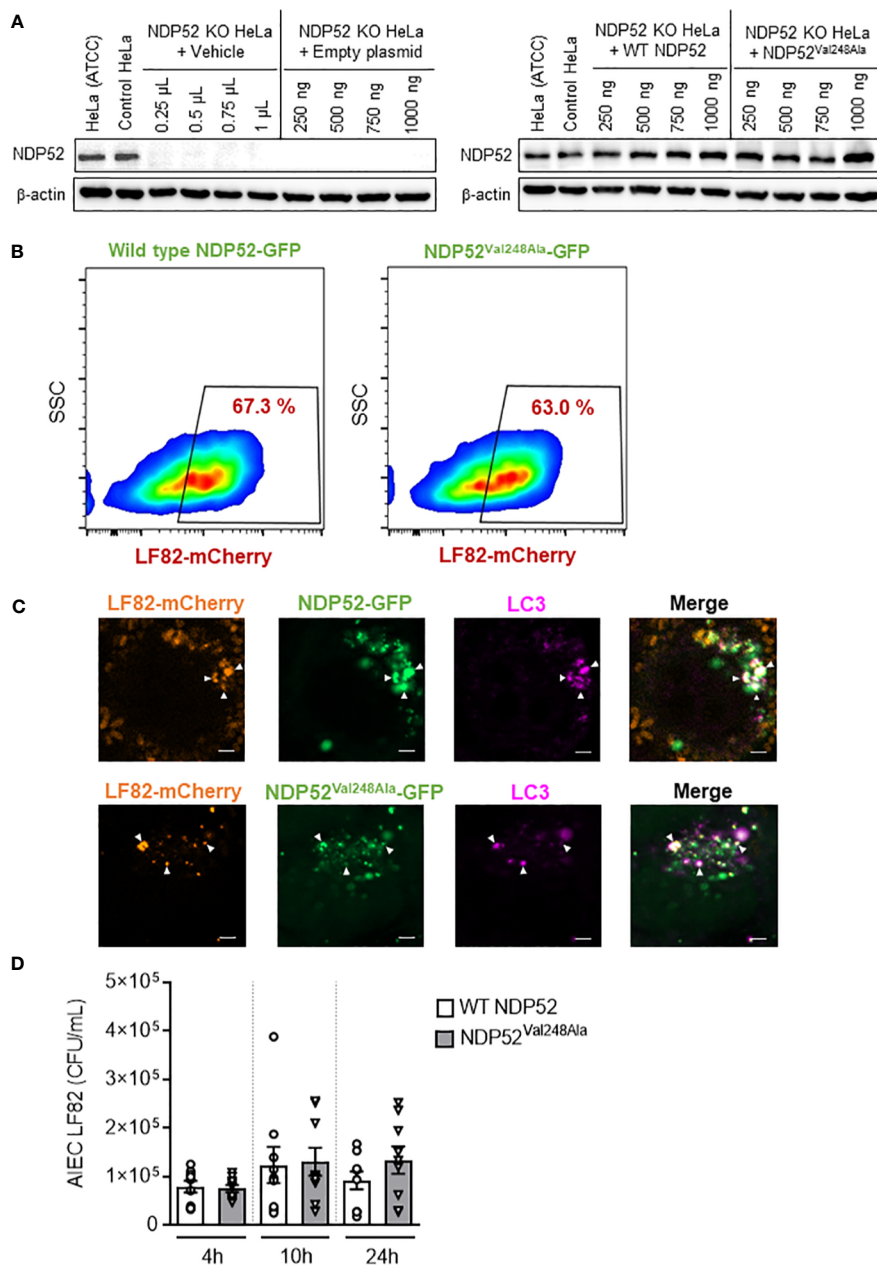 A
NDP52 KO HeLa + Vehicle
NDP52 KO HeLa + Empty plasmid
HeLa (ATCC)
Control HeLa
0.25 µL
0.5 µL
0.75 µL
1 µL
250 ng
500 ng
750 ng
1000 ng
NDP52
β-actin
NDP52 KO HeLa + WT NDP52
NDP52 KO HeLa + NDP52Val248Ala
HeLa (ATCC)
Control HeLa
250 ng
500 ng
750 ng
1000 ng
250 ng
500 ng
750 ng
1000 ng
NDP52
β-actin
B
Wild type NDP52-GFP
NDP52Val248Ala-GFP
SSC
67.3 %
LF82-mCherry
SSC
63.0 %
LF82-mCherry
C
LF82-mCherry
NDP52-GFP
LC3
Merge
LF82-mCherry
NDP52Val248Ala-GFP
LC3
Merge
D
AIEC LF82 (CFU/mL)
5×10⁵
4×10⁵
3×10⁵
2×10⁵
1×10⁵
0
4h
10h
24h
WT NDP52
NDP52Val248Ala